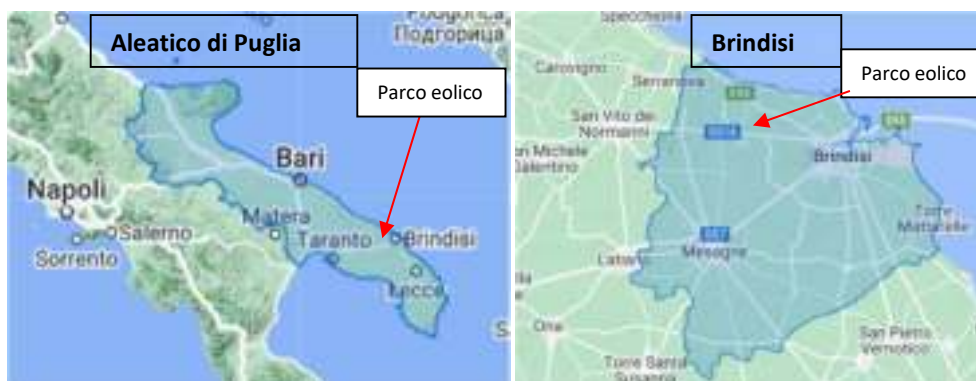 Подгорица
Aleatico di Puglia
Parco eolico
Bari
Napoli
Matera
Salerno
Taranto
Brindisi
Sorrento
Lecce
Specchiolla
Brindisi
Parco eolico
Carovigno
Serranova
San Vito dei
Normanni
San Michele
Salentino
Brindisi
Torre
Mattarelle
Mesagne
Latiano
Oria
San Pietro
Vernotico
Torre Santa
Susanna